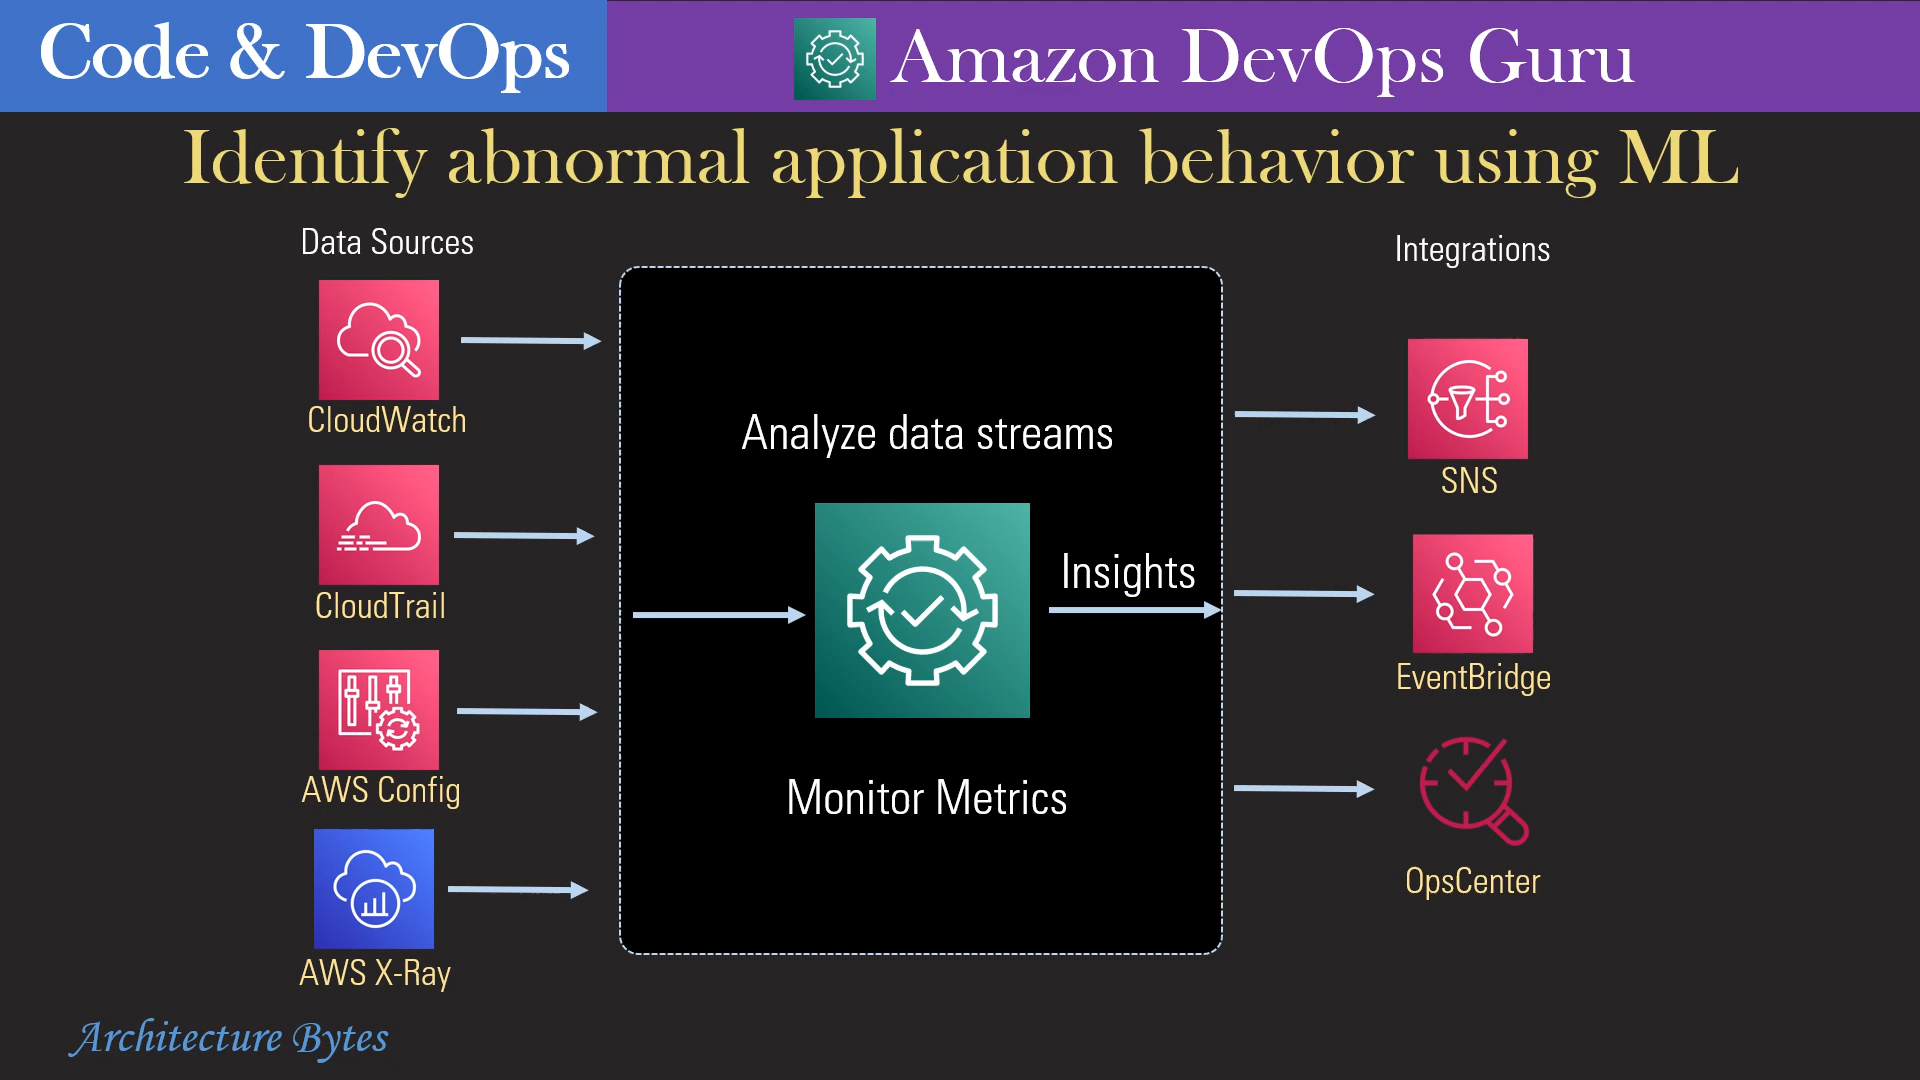 Code & DevOps
Amazon DevOps Guru
Identify abnormal application behavior using ML
Data Sources
CloudWatch
CloudTrail
AWS Config
AWS X-Ray
Analyze data streams
Insights
Monitor Metrics
Integrations
SNS
EventBridge
OpsCenter
Architecture Bytes